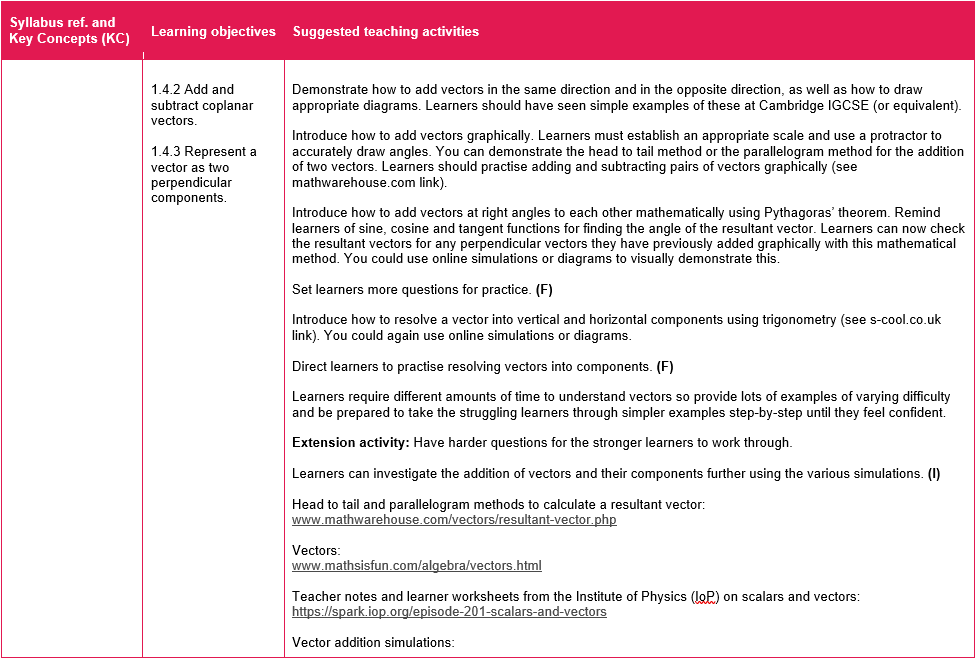 Syllabus ref. and
Key Concepts (KC)
Learning objectives
Suggested teaching activities
1.4.2 Add and
subtract coplanar
vectors.
1.4.3 Represent a
vector as two
perpendicular
components.
Demonstrate how to add vectors in the same direction and in the opposite direction, as well as how to draw
appropriate diagrams. Learners should have seen simple examples of these at Cambridge IGCSE (or equivalent).
Introduce how to add vectors graphically. Learners must establish an appropriate scale and use a protractor to
accurately draw angles. You can demonstrate the head to tail method or the parallelogram method for the addition
of two vectors. Learners should practise adding and subtracting pairs of vectors graphically (see
mathwarehouse.com link).
Introduce how to add vectors at right angles to each other mathematically using Pythagoras’ theorem. Remind
learners of sine, cosine and tangent functions for finding the angle of the resultant vector. Learners can now check
the resultant vectors for any perpendicular vectors they have previously added graphically with this mathematical
method. You could use online simulations or diagrams to visually demonstrate this.
Set learners more questions for practice. (F)
Introduce how to resolve a vector into vertical and horizontal components using trigonometry (see s-cool.co.uk
link). You could again use online simulations or diagrams.
Direct learners to practise resolving vectors into components. (F)
Learners require different amounts of time to understand vectors so provide lots of examples of varying difficulty
and be prepared to take the struggling learners through simpler examples step-by-step until they feel confident.
Extension activity: Have harder questions for the stronger learners to work through.
Learners can investigate the addition of vectors and their components further using the various simulations. (I)
Head to tail and parallelogram methods to calculate a resultant vector:
www.mathwarehouse.com/vectors/resultant-vector.php
Vectors:
www.mathsisfun.com/algebra/vectors.html
Teacher notes and learner worksheets from the Institute of Physics (IoP) on scalars and vectors:
https://spark.iop.org/episode-201-scalars-and-vectors
Vector addition simulations: